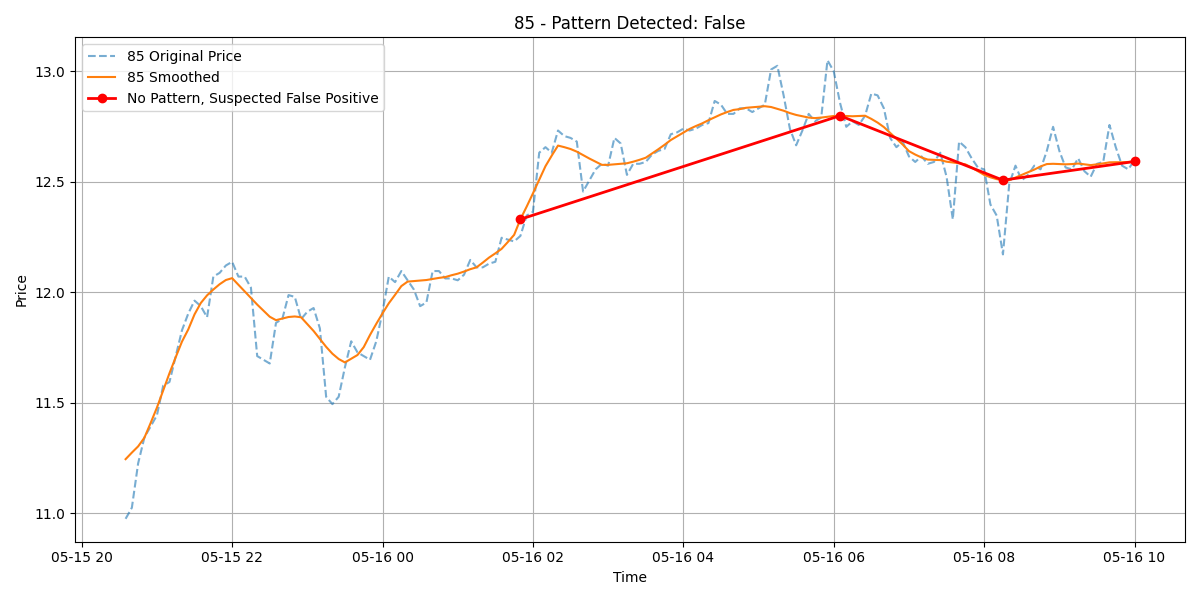 85 - Pattern Detected: False
85 Original Price
85 Smoothed
No Pattern, Suspected False Positive
Price
13.0
12.5
12.0
11.5
11.0
05-15 20 05-15 22 05-16 00 05-16 02 05-16 04 05-16 06 05-16 08 05-16 10
Time